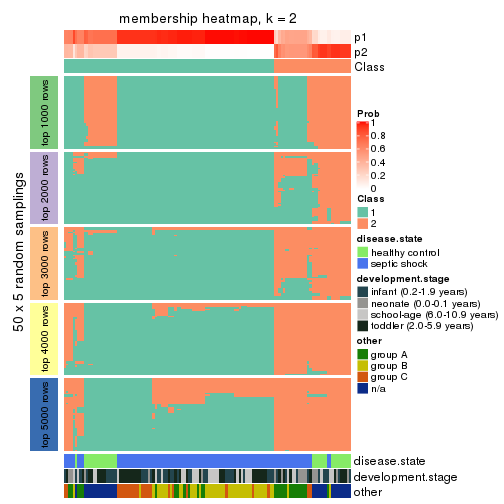 membership heatmap, k = 2
p1
p2
Class
50 x 5 random samplings
top 1000 rows
top 2000 rows
top 3000 rows
top 4000 rows
top 5000 rows
Prob
1
0.8
0.6
0.4
0.2
0
Class
1
2
disease.state
healthy control
septic shock
development.stage
infant (0.2-1.9 years)
neonate (0.0-0.1 years)
school-age (6.0-10.9 years)
toddler (2.0-5.9 years)
other
group A
group B
group C
n/a
disease.state
development.stage
other